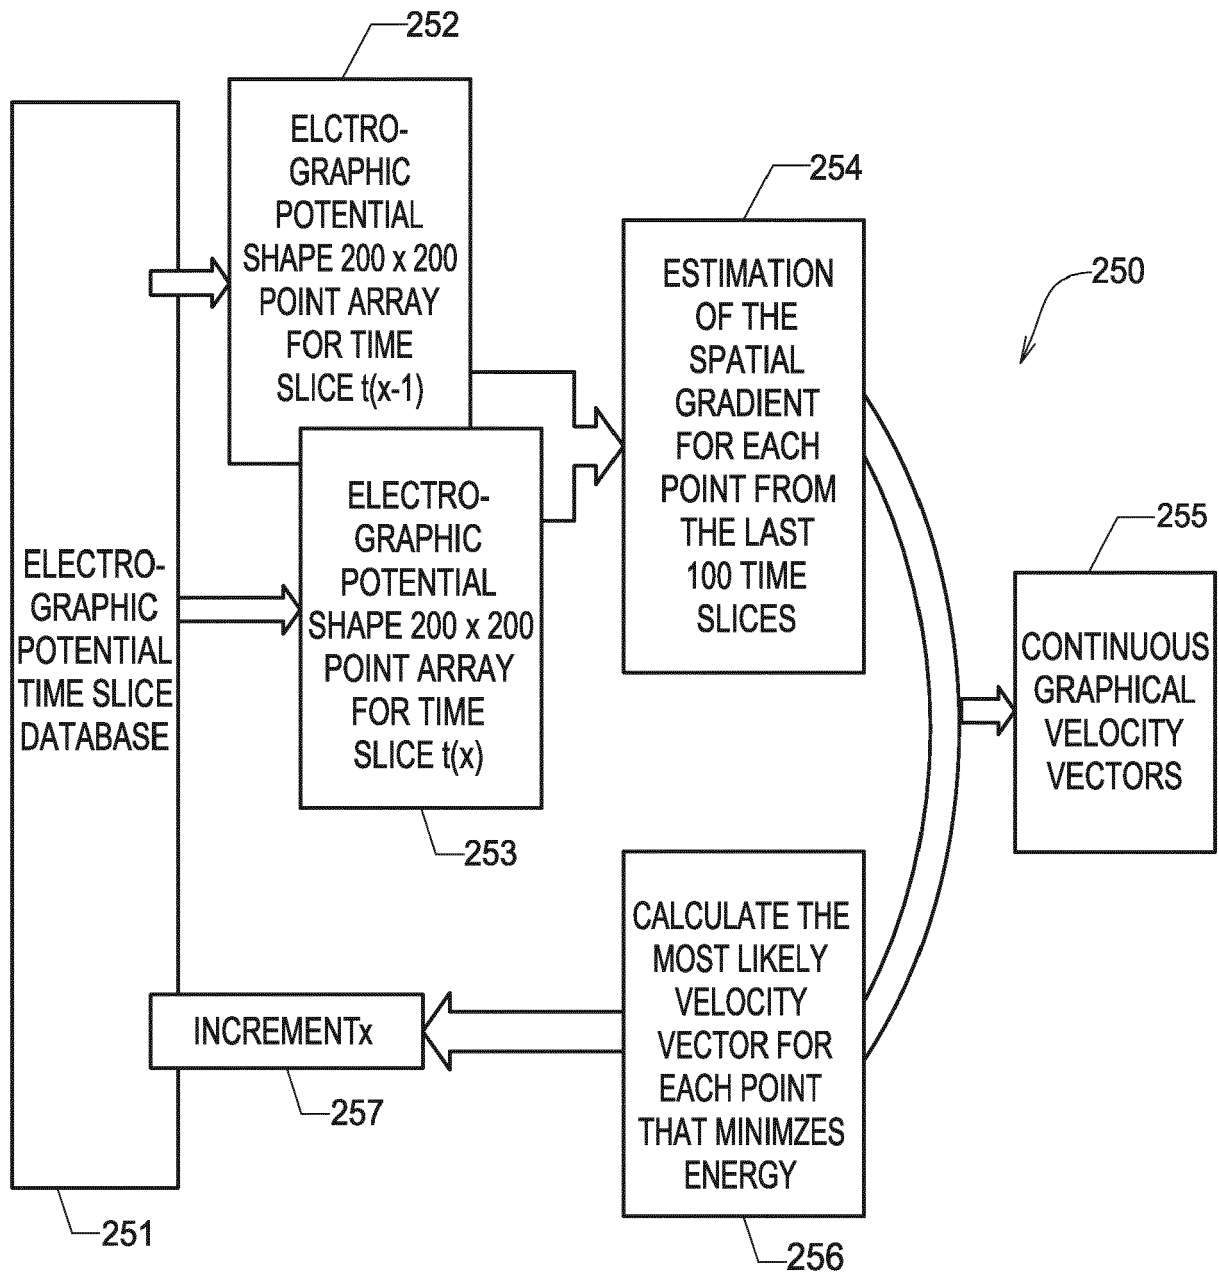 252
ELCTRO-
GRAPHIC
POTENTIAL
SHAPE 200 x 200
POINT ARRAY
FOR TIME
SLICE t(x-1)
254
ESTIMATION
OF THE
SPATIAL
GRADIENT
FOR EACH
POINT FROM
THE LAST
100 TIME
SLICES
250
ELECTRO-
GRAPHIC
POTENTIAL
SHAPE 200 x 200
POINT ARRAY
FOR TIME
SLICE t(x)
253
ELECTRO-
GRAPHIC
POTENTIAL
TIME SLICE
DATABASE
255
CONTINUOUS
GRAPHICAL
VELOCITY
VECTORS
CALCULATE THE
MOST LIKELY
VELOCITY
VECTOR FOR
EACH POINT
THAT MINIMZES
ENERGY
INCREMENTx
257
251
256